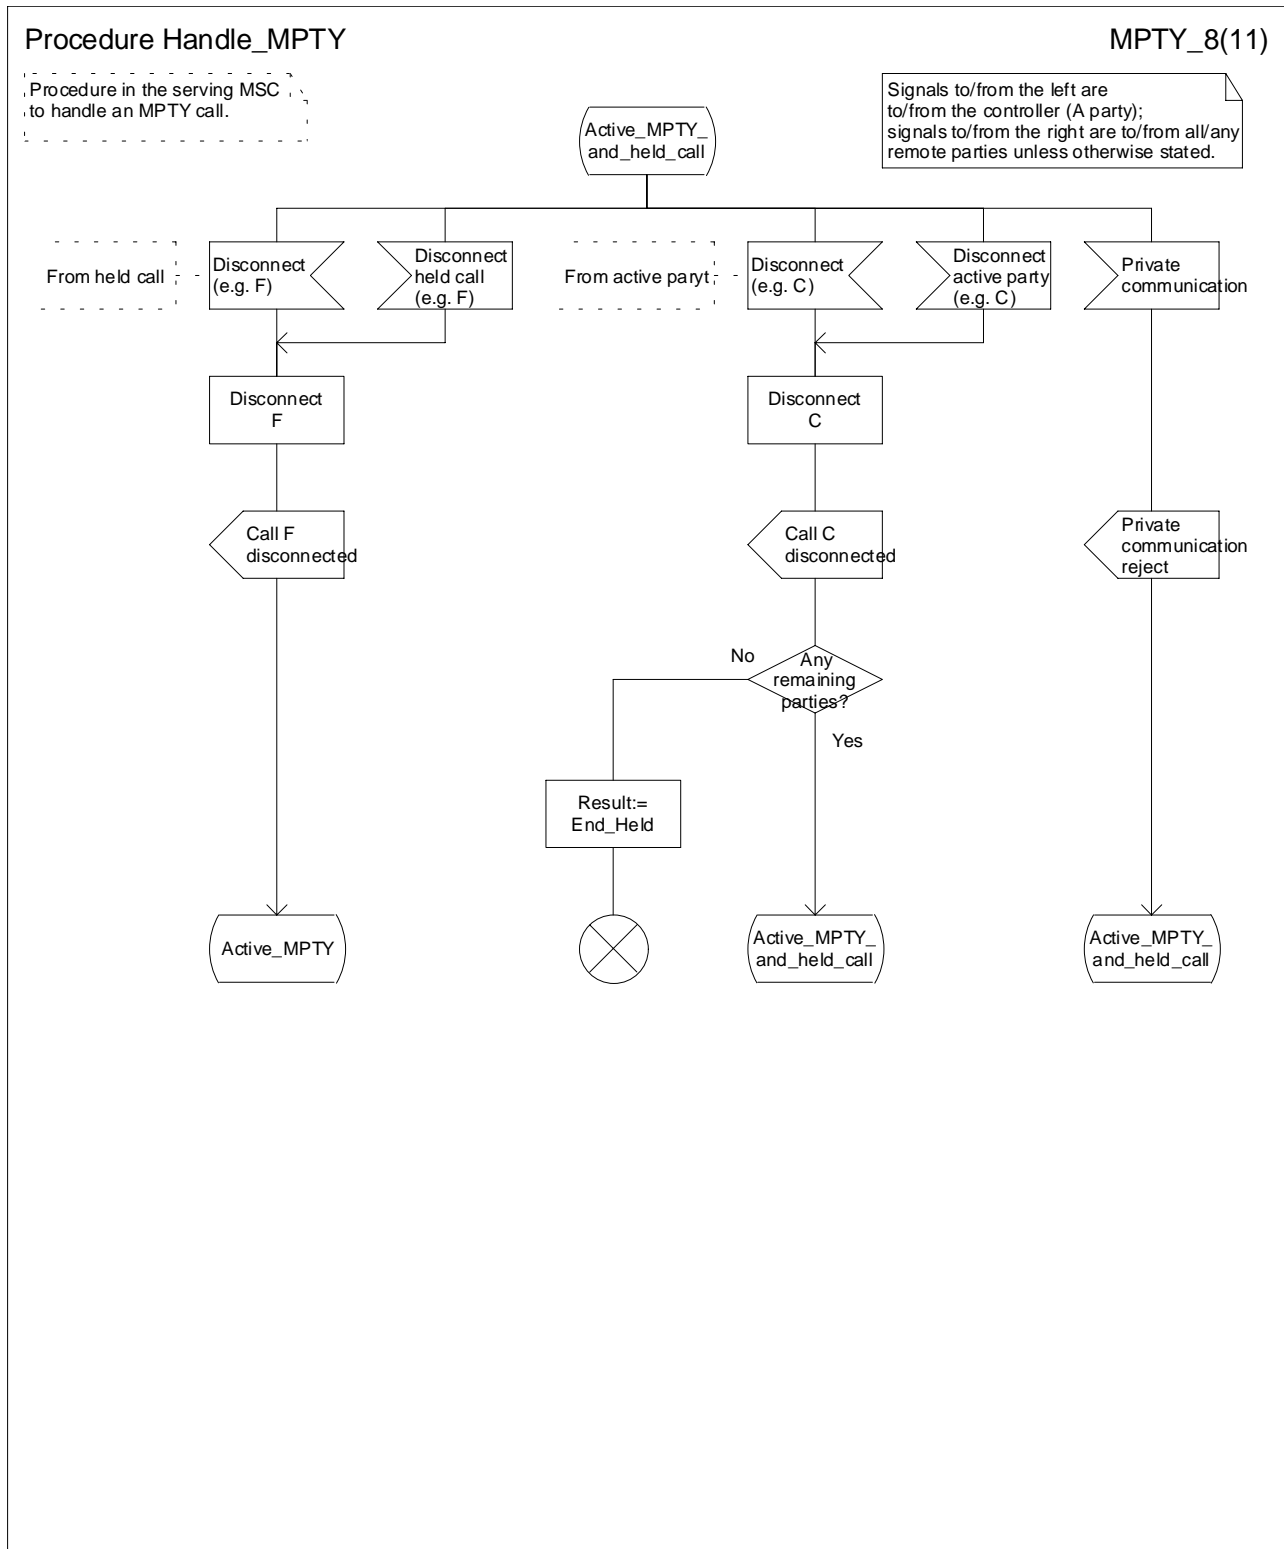 Procedure Handle_MPTY
MPTY_8(11)
Procedure in the serving MSC
to handle an MPTY call.
Signals to/from the left are
to/from the controller (A party);
signals to/from the right are to/from all/any
remote parties unless otherwise stated.
Active_MPTY_
and_held_call
From held call
Disconnect
(e.g. F)
Disconnect
held call
(e.g. F)
From active paryt
Disconnect
(e.g. C)
Disconnect
active party
(e.g. C)
Private
communication
Disconnect
F
Disconnect
C
Call F
disconnected
Call C
disconnected
Private
communication
reject
No
Any
remaining
parties?
Yes
Result:=
End_Held
Active_MPTY
Active_MPTY_
and_held_call
Active_MPTY_
and_held_call